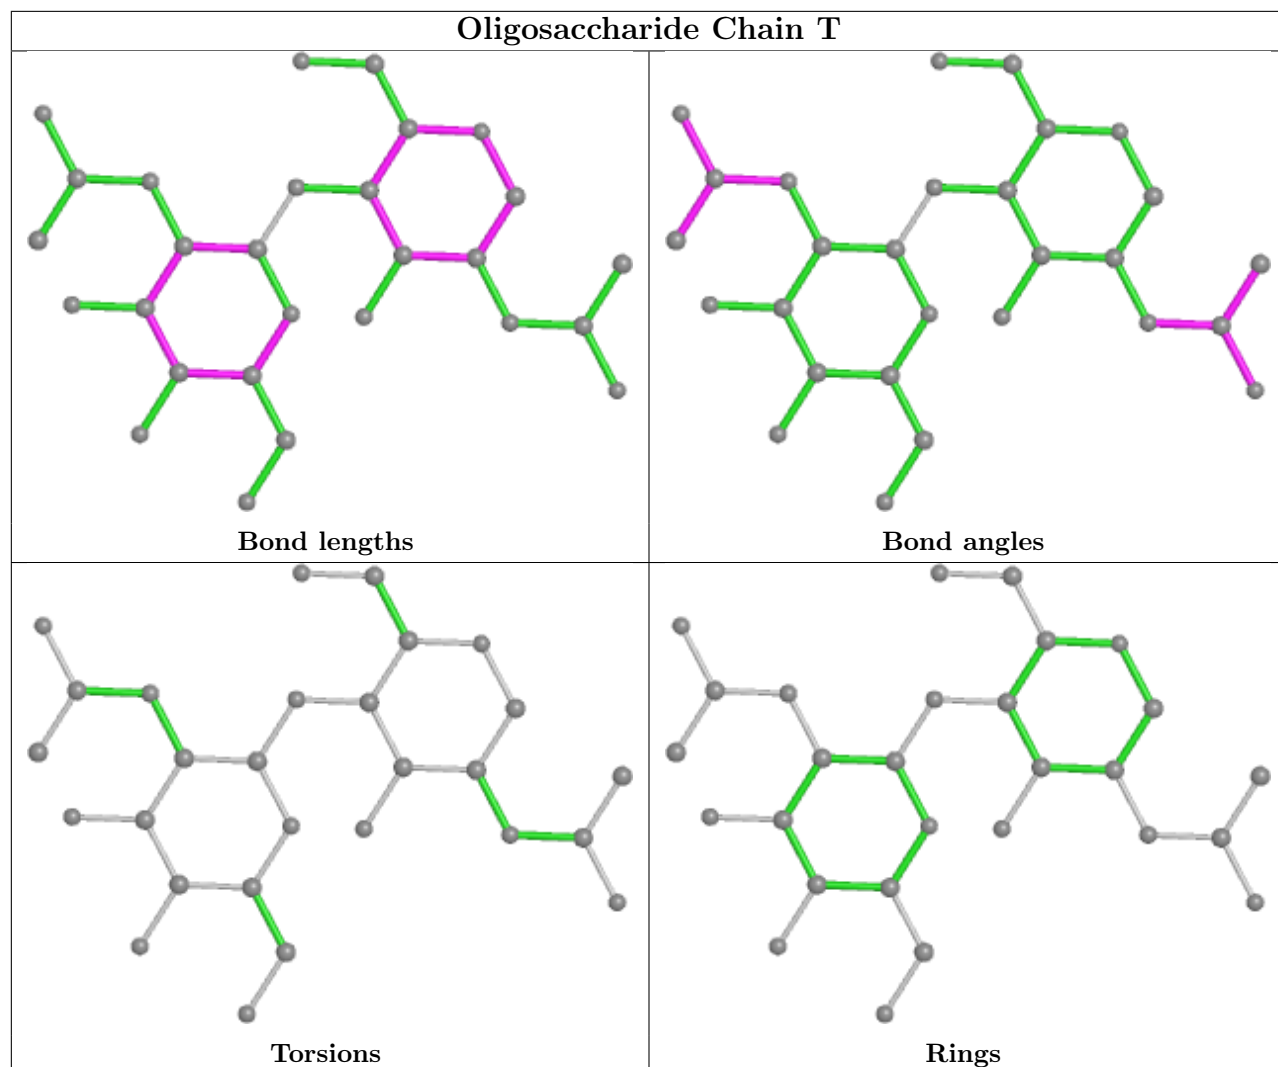 Oligosaccharide Chain T
Bond lengths
Bond angles
Torsions
Rings